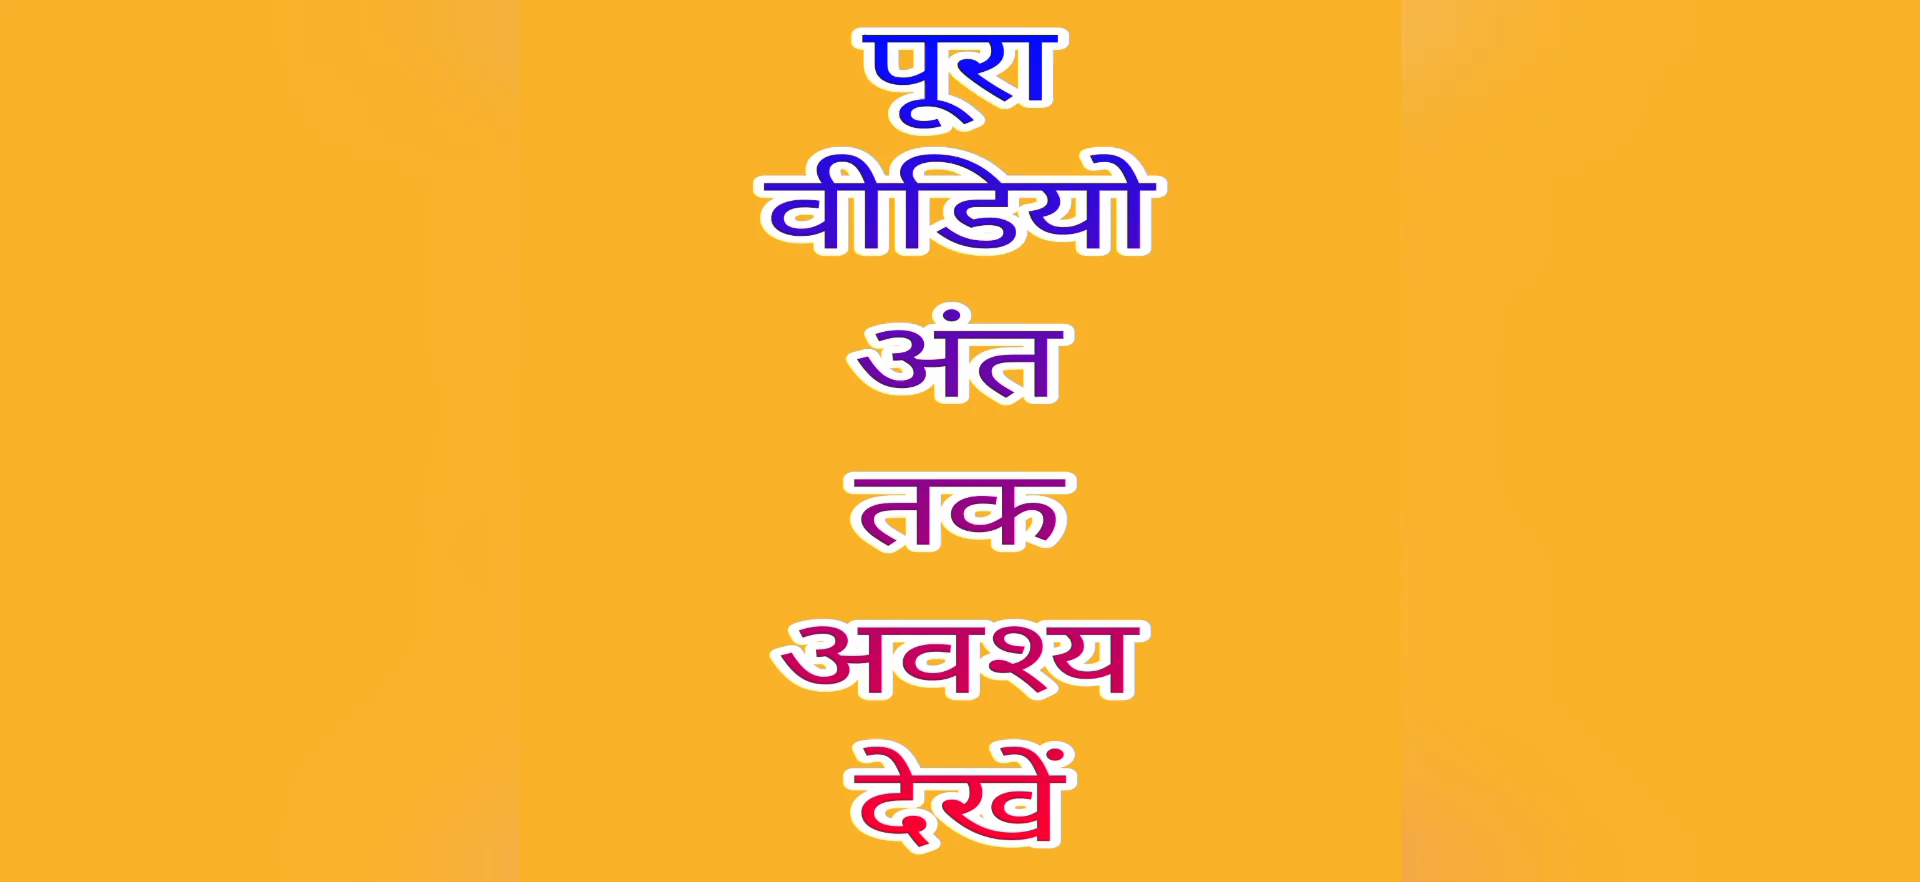 पूरा
वीडियो
अंत
तक
अवश्य
देखें